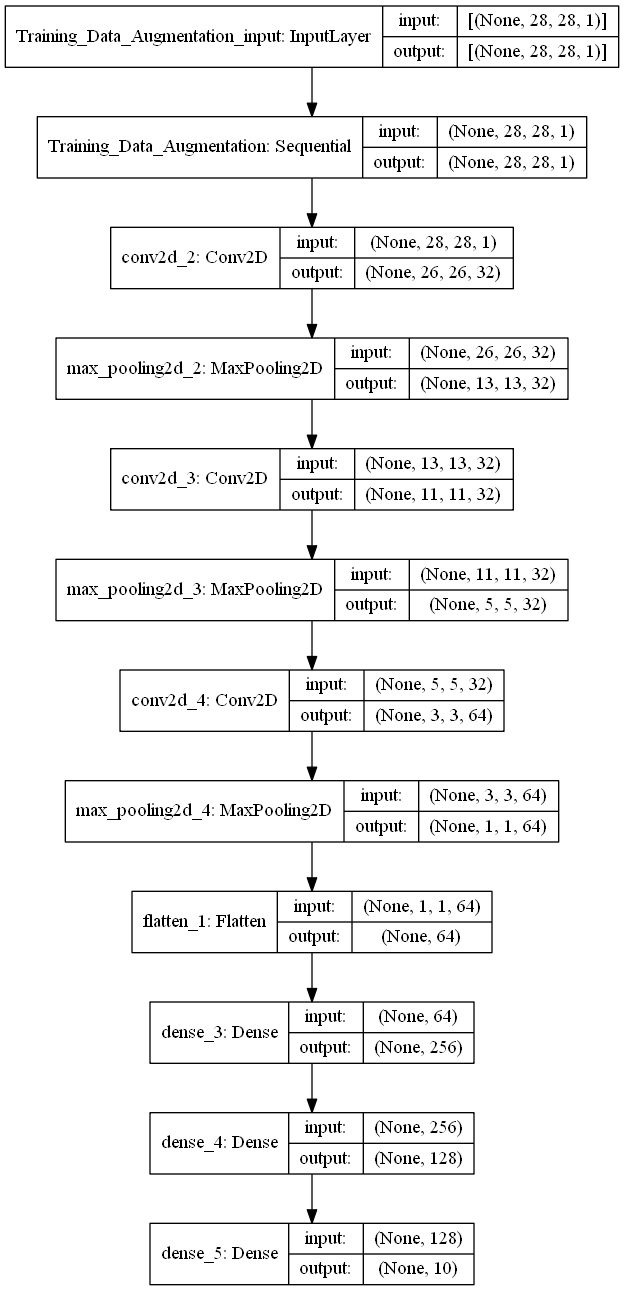 Training_Data_Augmentation_input: InputLayer
input: [(None, 28, 28, 1)]
output: [(None, 28, 28, 1)]
Training_Data_Augmentation: Sequential
input: (None, 28, 28, 1)
output: (None, 28, 28, 1)
conv2d_2: Conv2D
input: (None, 28, 28, 1)
output: (None, 26, 26, 32)
max_pooling2d_2: MaxPooling2D
input: (None, 26, 26, 32)
output: (None, 13, 13, 32)
conv2d_3: Conv2D
input: (None, 13, 13, 32)
output: (None, 11, 11, 32)
max_pooling2d_3: MaxPooling2D
input: (None, 11, 11, 32)
output: (None, 5, 5, 32)
conv2d_4: Conv2D
input: (None, 5, 5, 32)
output: (None, 3, 3, 64)
max_pooling2d_4: MaxPooling2D
input: (None, 3, 3, 64)
output: (None, 1, 1, 64)
flatten_1: Flatten
input: (None, 1, 1, 64)
output: (None, 64)
dense_3: Dense
input: (None, 64)
output: (None, 256)
dense_4: Dense
input: (None, 256)
output: (None, 128)
dense_5: Dense
input: (None, 128)
output: (None, 10)